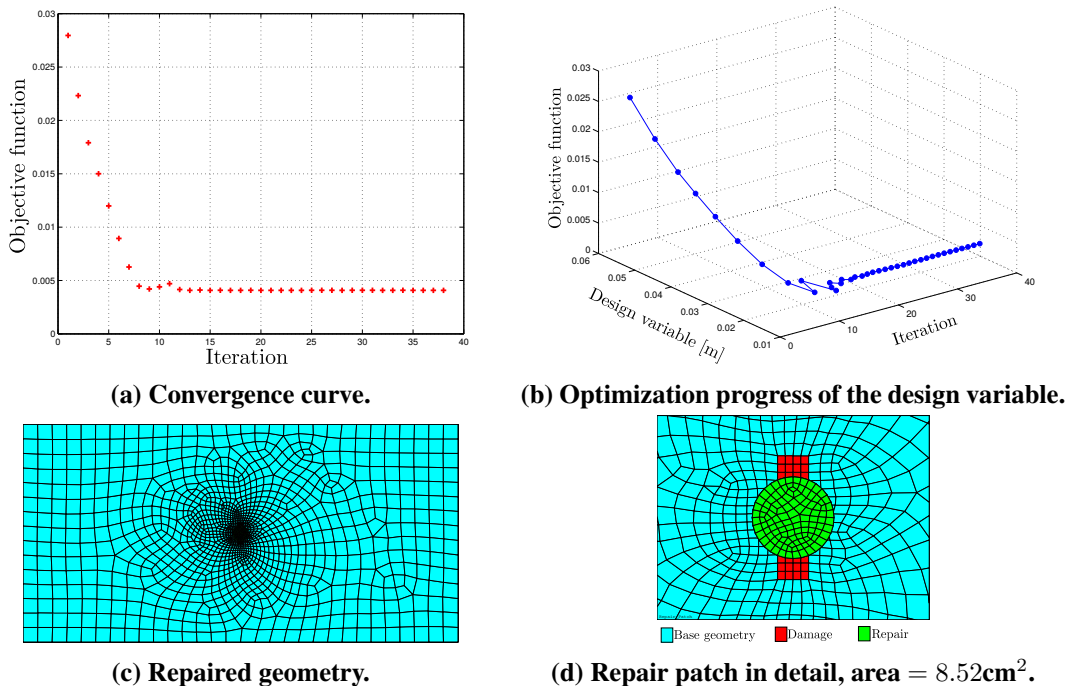 0.03
0.025
0.02
0.015
0.01
0.005
0
0 5 10 15 20 25 30 35 40
Objective function
Iteration
(a) Convergence curve.
0.03
0.025
0.02
0.015
0.01
0.005
0
0.06
0.05
0.04
0.03
0.02
0.01
0
10
20
30
40
Objective function
Design variable [m]
Iteration
(b) Optimization progress of the design variable.
(c) Repaired geometry.
Base geometry Damage Repair
(d) Repair patch in detail, area = 8.52cm².